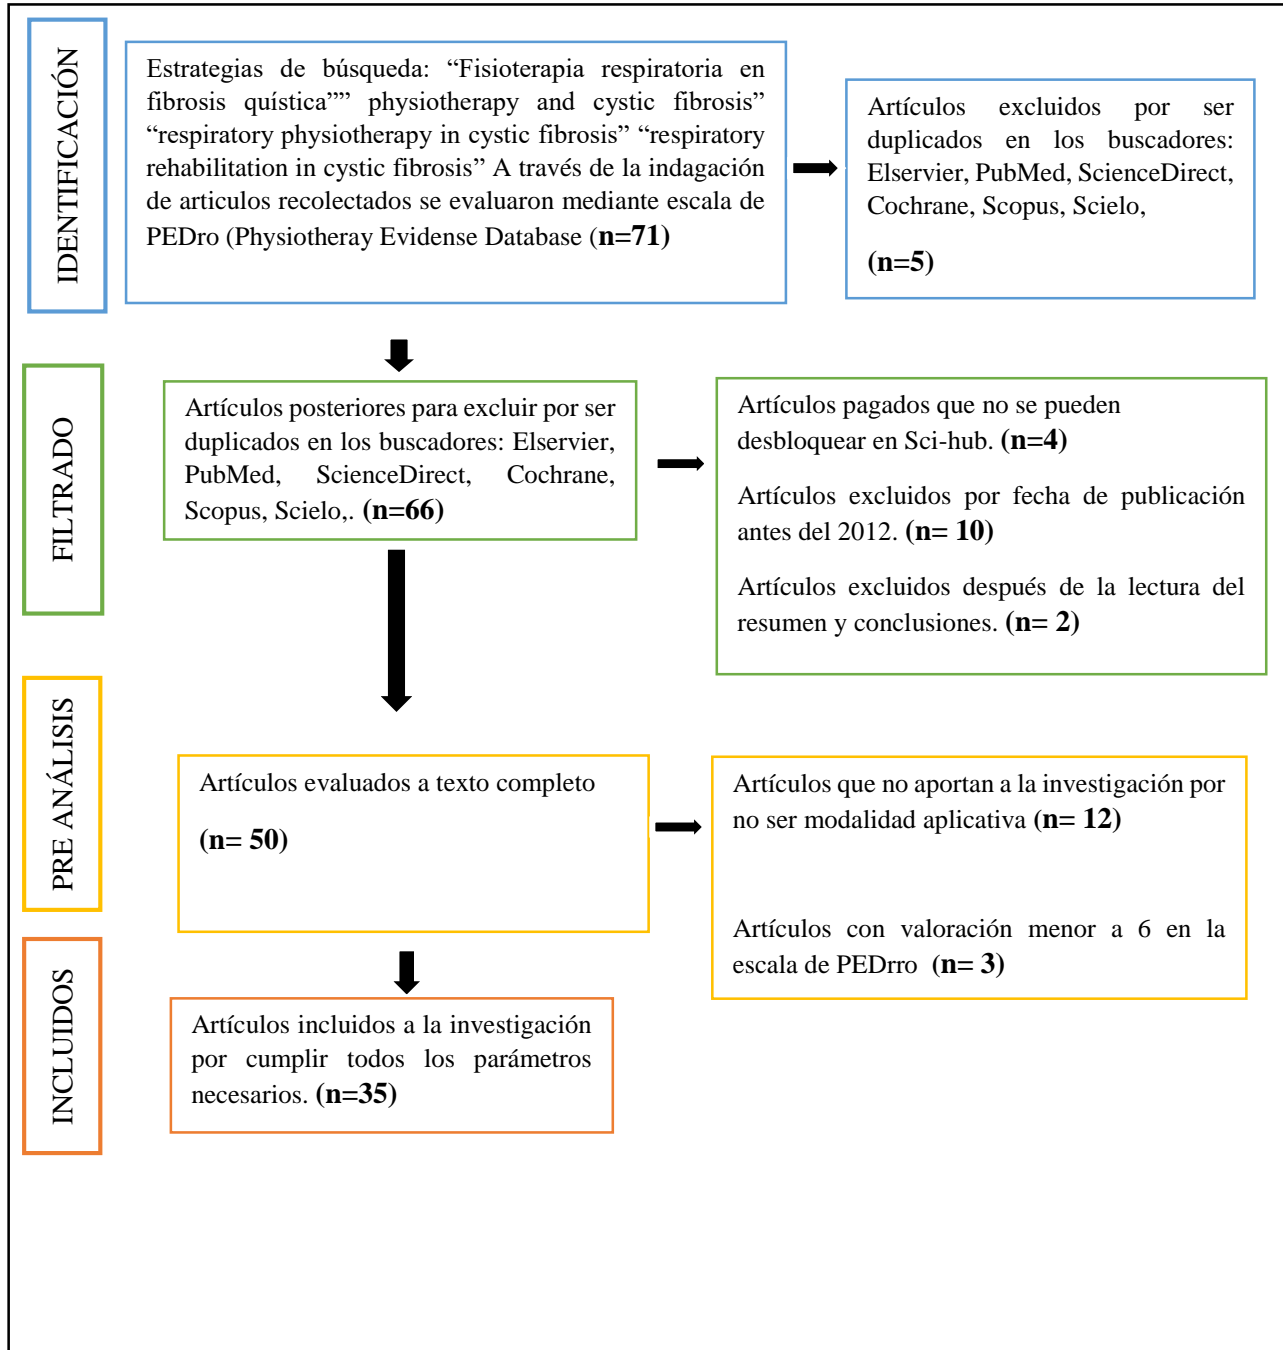 IDENTIFICACIÓN
Estrategias de búsqueda: “Fisioterapia respiratoria en
fibrosis quística”” physiotherapy and cystic fibrosis”
“respiratory physiotherapy in cystic fibrosis” “respiratory
rehabilitation in cystic fibrosis” A través de la indagación
de articulos recolectados se evaluaron mediante escala de
PEDro (Physiotheray Evidense Database (n=71)
Artículos excluidos por ser
duplicados en los buscadores:
Elservier, PubMed, ScienceDirect,
Cochrane, Scopus, Scielo,
(n=5)
FILTRADO
Artículos posteriores para excluir por ser
duplicados en los buscadores: Elservier,
PubMed, ScienceDirect, Cochrane,
Scopus, Scielo,. (n=66)
Artículos pagados que no se pueden
desbloquear en Sci-hub. (n=4)
Artículos excluidos por fecha de publicación
antes del 2012. (n= 10)
Artículos excluidos después de la lectura del
resumen y conclusiones. (n= 2)
PRE ANÁLISIS
Artículos evaluados a texto completo
(n= 50)
Artículos que no aportan a la investigación por
no ser modalidad aplicativa (n= 12)
Artículos con valoración menor a 6 en la
escala de PEDrro (n= 3)
INCLUIDOS
Artículos incluidos a la investigación
por cumplir todos los parámetros
necesarios. (n=35)